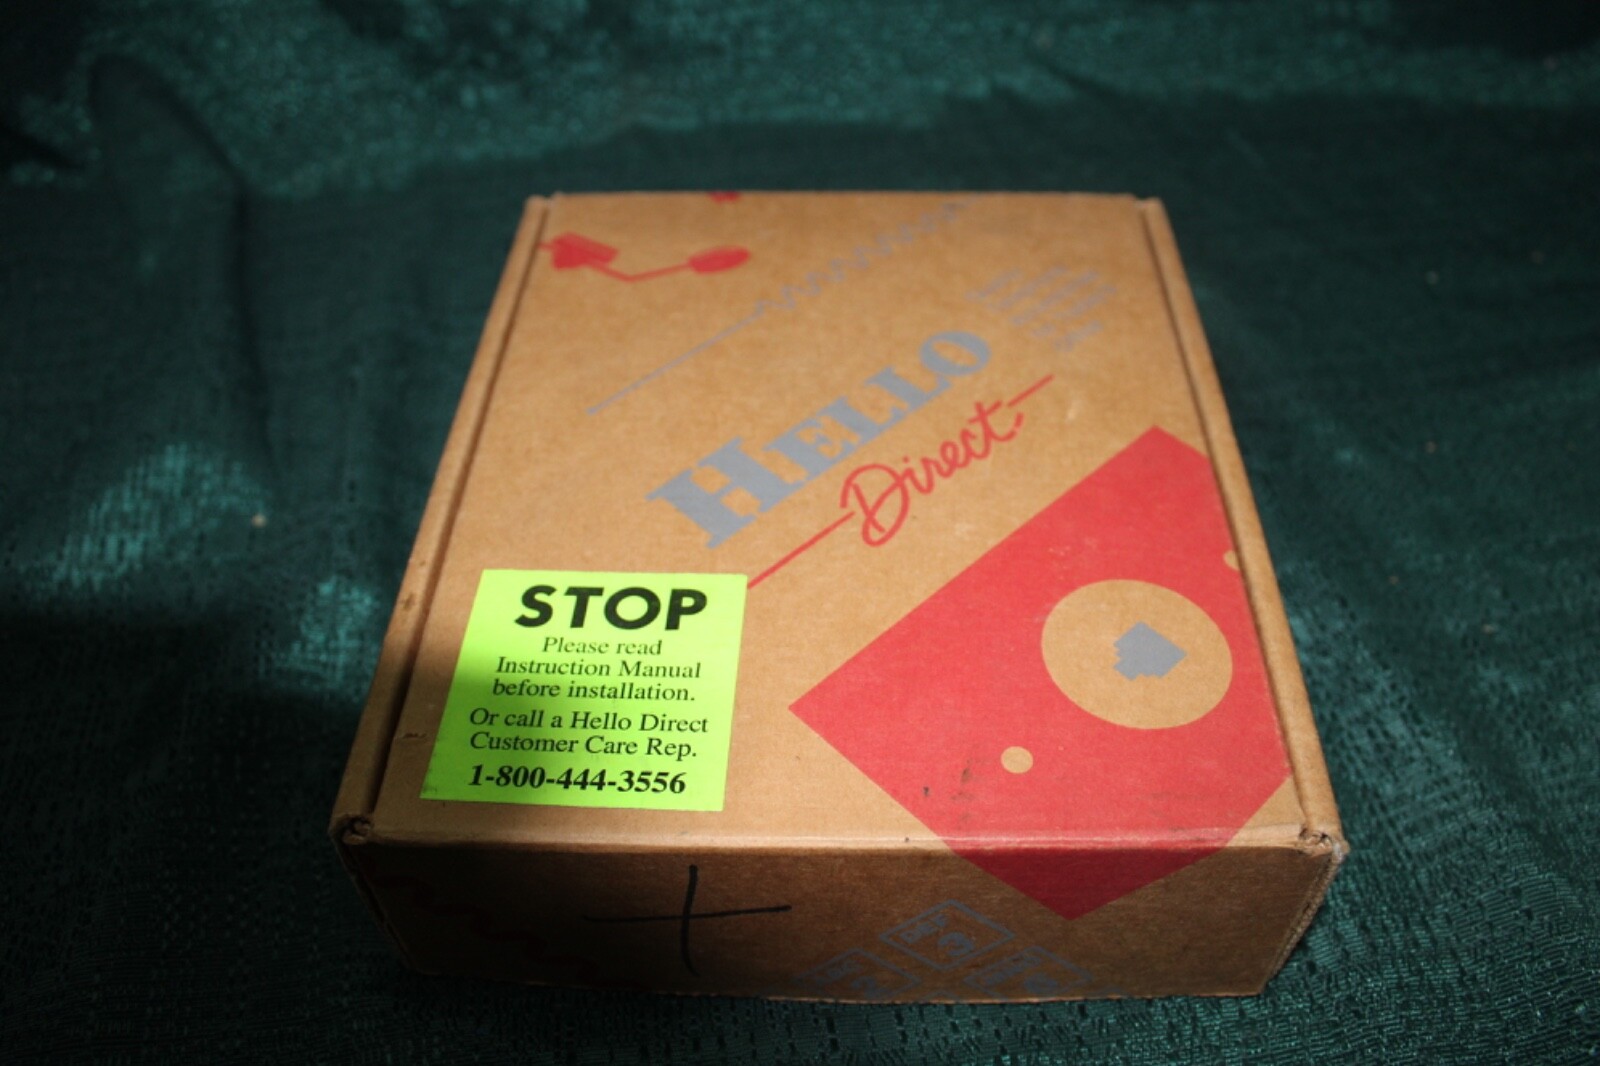 HELLO
Direct
STOP
Please read
Instruction Manual
before installation.
Or call a Hello Direct
Customer Care Rep.
1-800-444-3556